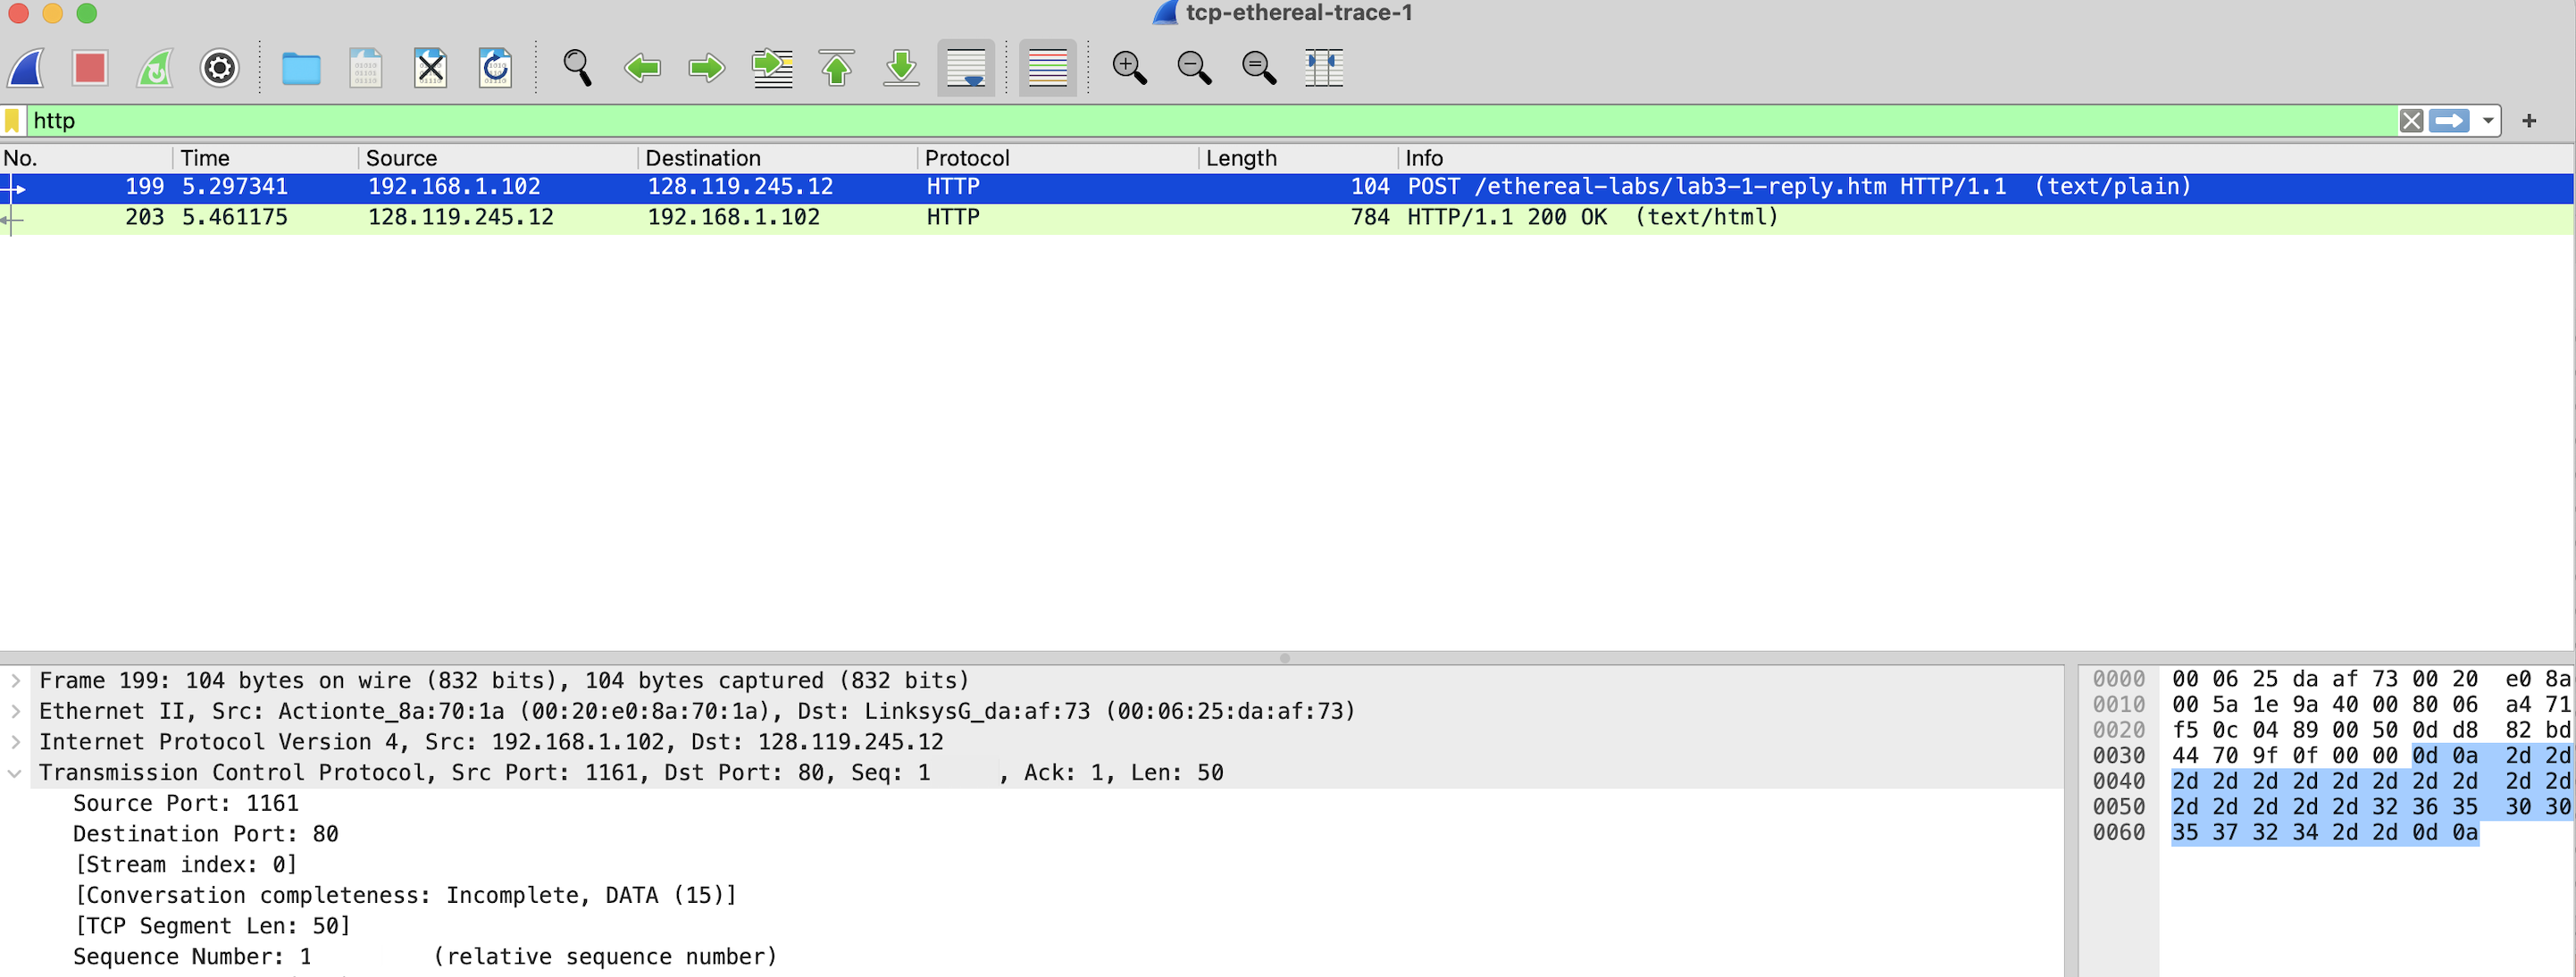 tcp-ethereal-trace-1
http
+
No. Time Source Destination Protocol Length Info
199 5.297341 192.168.1.102 128.119.245.12 HTTP 104 POST /ethereal-labs/lab3-1-reply.htm HTTP/1.1 (text/plain)
203 5.461175 128.119.245.12 192.168.1.102 HTTP 784 HTTP/1.1 200 OK (text/html)
Frame 199: 104 bytes on wire (832 bits), 104 bytes captured (832 bits)
Ethernet II, Src: Actionte_8a:70:1a (00:20:e0:8a:70:1a), Dst: LinksysG_da:af:73 (00:06:25:da:af:73)
Internet Protocol Version 4, Src: 192.168.1.102, Dst: 128.119.245.12
Transmission Control Protocol, Src Port: 1161, Dst Port: 80, Seq: 1 , Ack: 1, Len: 50
Source Port: 1161
Destination Port: 80
[Stream index: 0]
[Conversation completeness: Incomplete, DATA (15)]
[TCP Segment Len: 50]
Sequence Number: 1 (relative sequence number)
0000 00 06 25 da af 73 00 20 e0 8a
0010 00 5a 1e 9a 40 00 80 06 a4 71
0020 f5 0c 04 89 00 50 0d d8 82 bd
0030 44 70 9f 0f 00 00 0d 0a 2d 2d
0040 2d 2d 2d 2d 2d 2d 2d 2d 2d 2d
0050 2d 2d 2d 2d 2d 32 36 35 30 30
0060 35 37 32 34 2d 2d 0d 0a